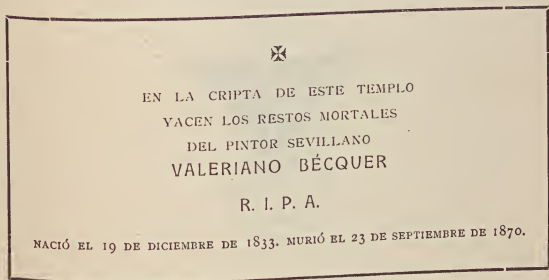 EN LA CRIPTA DE ESTE TEMPLO
YACEN LOS RESTOS MORTALES
DEL PINTOR SEVILLANO
VALERIANO BÉCQUER
R. I. P. A.
NACIÓ EL 19 DE DICIEMBRE DE 1833. MURIÓ EL 23 DE SEPTIEMBRE DE 1870.